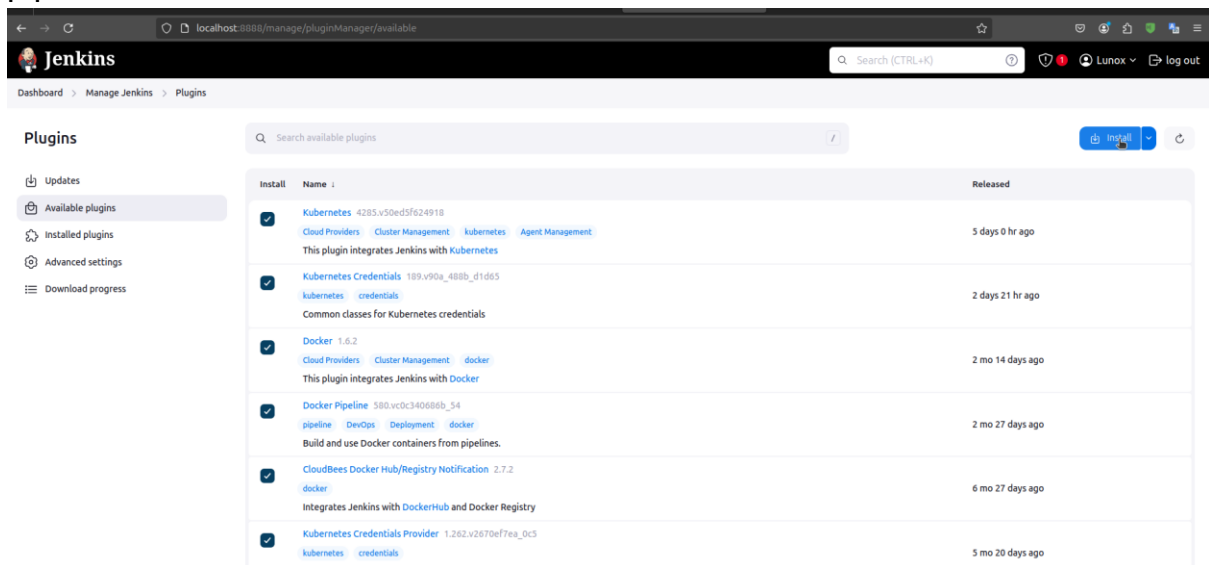 localhost:8888/manage/pluginManager/available
Jenkins
Search (CTRL+K)
1
Lunox
log out
Dashboard > Manage Jenkins > Plugins
Plugins
Search available plugins
/
Install
Updates
Available plugins
Installed plugins
Advanced settings
Download progress
Install Name ↓ Released
Kubernetes 4285.v50ed5f624918
Cloud Providers Cluster Management kubernetes Agent Management
This plugin integrates Jenkins with Kubernetes
5 days 0 hr ago
Kubernetes Credentials 189.v90a_488b_d1d65
kubernetes credentials
Common classes for Kubernetes credentials
2 days 21 hr ago
Docker 1.6.2
Cloud Providers Cluster Management docker
This plugin integrates Jenkins with Docker
2 mo 14 days ago
Docker Pipeline 580.vc0c340686b_54
pipeline DevOps Deployment docker
Build and use Docker containers from pipelines.
2 mo 27 days ago
CloudBees Docker Hub/Registry Notification 2.7.2
docker
Integrates Jenkins with DockerHub and Docker Registry
6 mo 27 days ago
Kubernetes Credentials Provider 1.262.v2670ef7ea_0c5
kubernetes credentials
5 mo 20 days ago